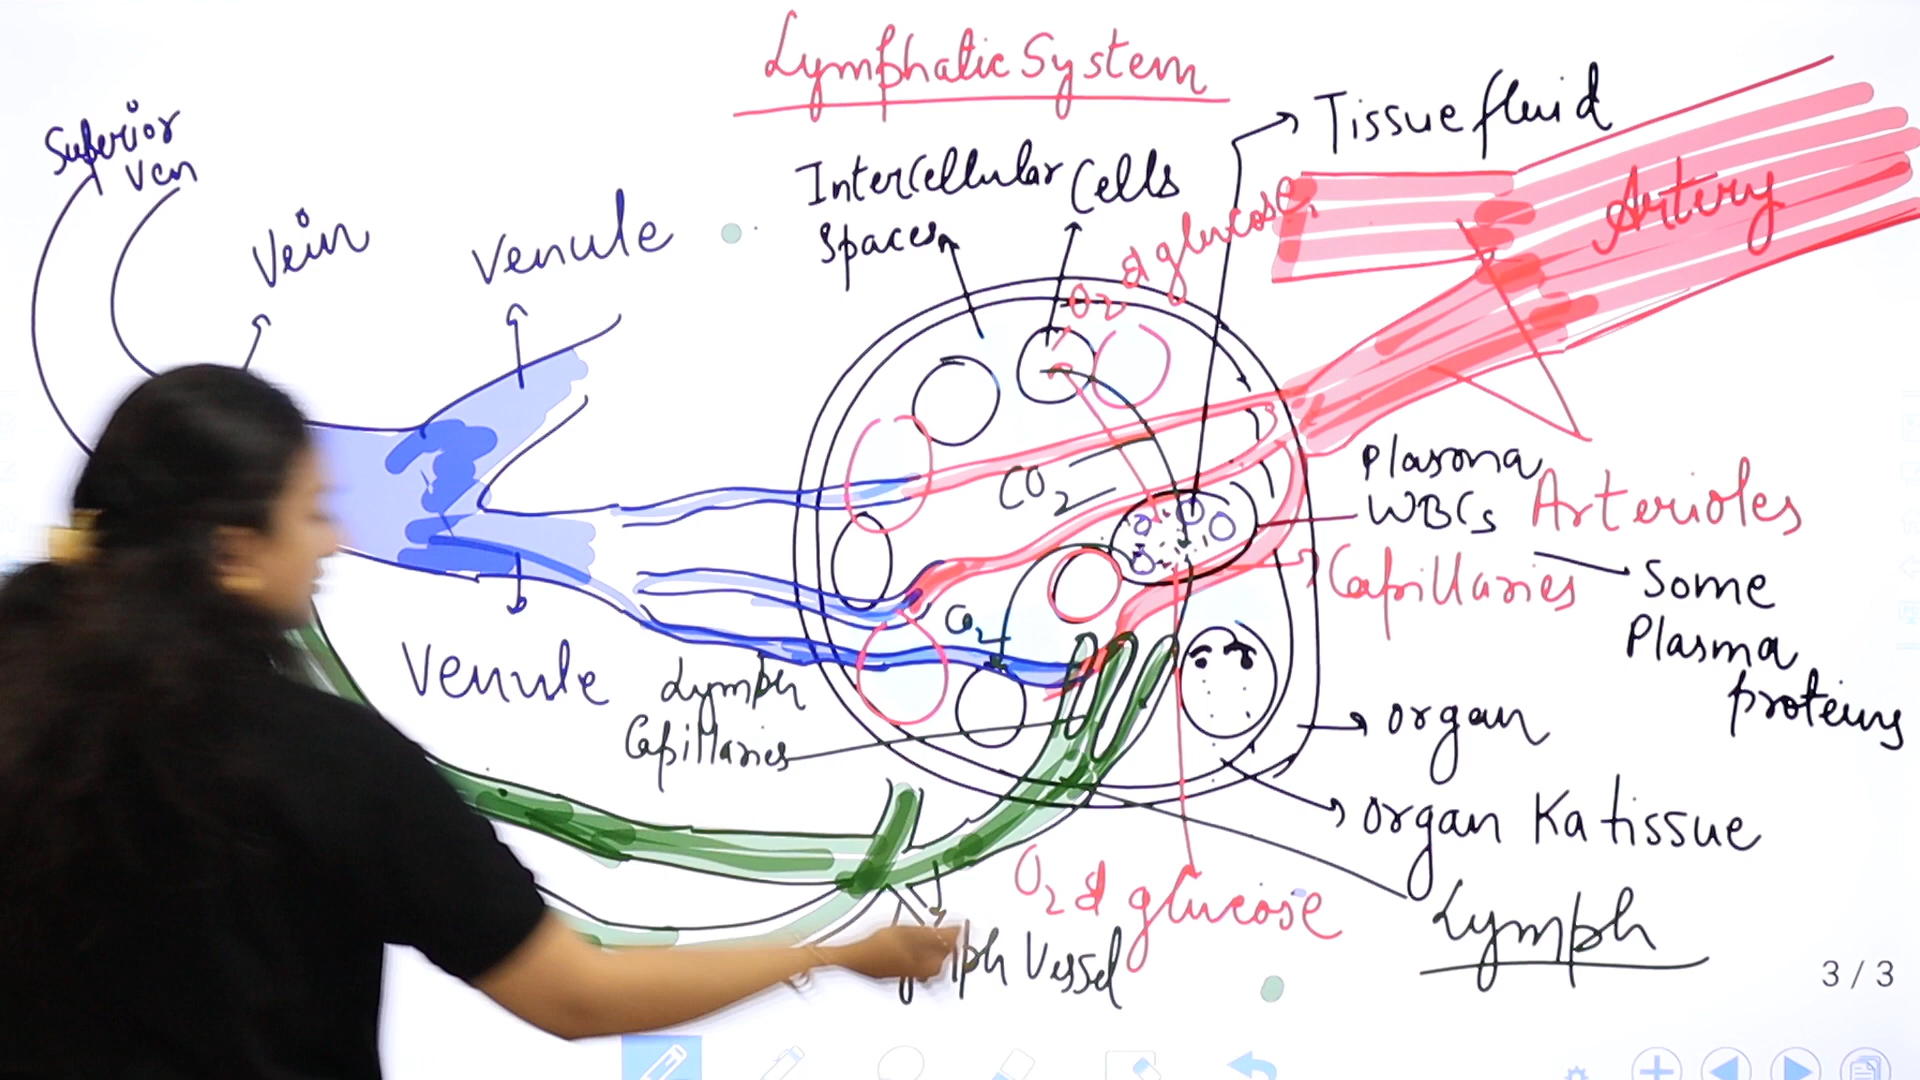 Lymphatic System
Superior
Ven
Vein
Venule
Intercellular
Spaces
Cells
Tissue fluid
O2 & glucose
Artery
CO2
Plasma
WBCs
Arterioles
Capillaries
Some
Plasma
proteins
CO2
Venule
Lymph
Capillaries
organ
organ Ka tissue
O2 & glucose
Lymph
ph Vessel
3 / 3